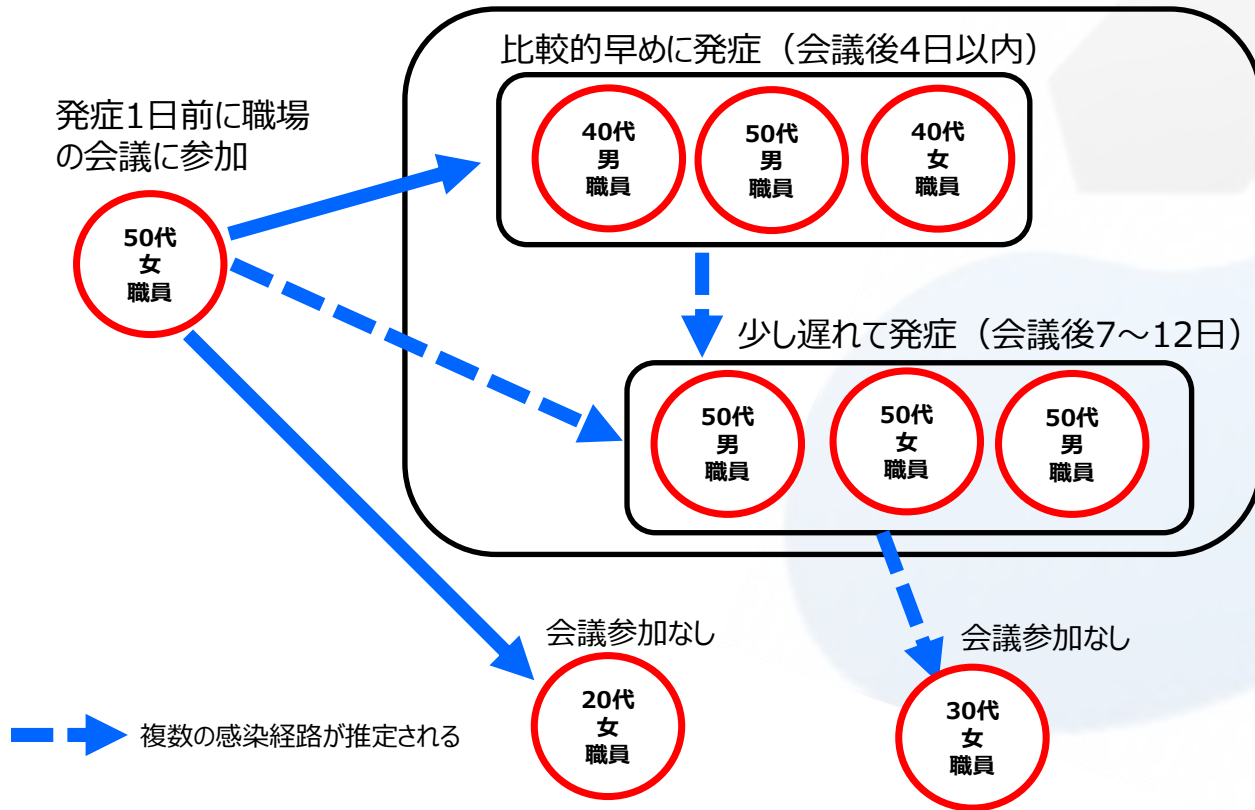 比較的早めに発症（会議後4日以内）
発症1日前に職場
の会議に参加
40代
男
職員
50代
男
職員
40代
女
職員
50代
女
職員
少し遅れて発症（会議後7～12日）
50代
男
職員
50代
女
職員
50代
男
職員
会議参加なし
20代
女
職員
会議参加なし
30代
女
職員
複数の感染経路が推定される